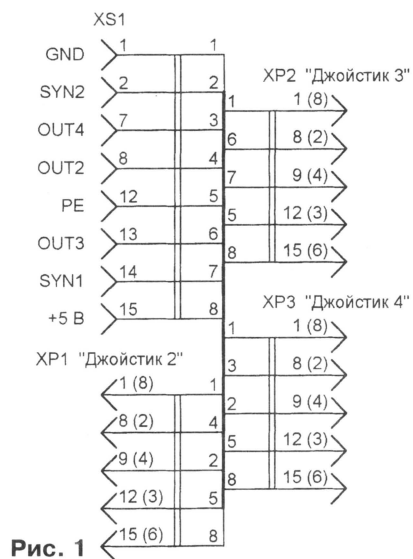 XS1
GND 1 1
SYN2 2 2
OUT4 7 3
OUT2 8 4
PE 12 5
OUT3 13 6
SYN1 14 7
+5 В 15 8
XP2 "Джойстик 3"
1 1 (8)
6 8 (2)
7 9 (4)
5 12 (3)
8 15 (6)
XP3 "Джойстик 4"
1 1 (8)
3 8 (2)
2 9 (4)
5 12 (3)
8 15 (6)
XP1 "Джойстик 2"
1 (8) 1
8 (2) 4
9 (4) 2
12 (3) 5
15 (6) 8
Рис. 1